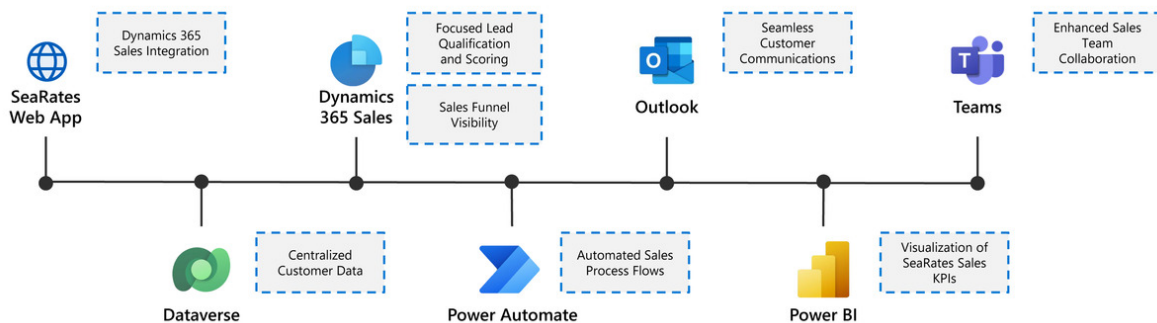 Dynamics 365
Sales Integration
SeaRates
Web App
Focused Lead
Qualification
and Scoring
Sales Funnel
Visibility
Dynamics
365 Sales
Seamless
Customer
Communications
O
Outlook
Enhanced Sales
Team
Collaboration
T
Teams
Centralized
Customer Data
Dataverse
Automated Sales
Process Flows
Power Automate
Visualization of
SeaRates Sales
KPIs
Power BI